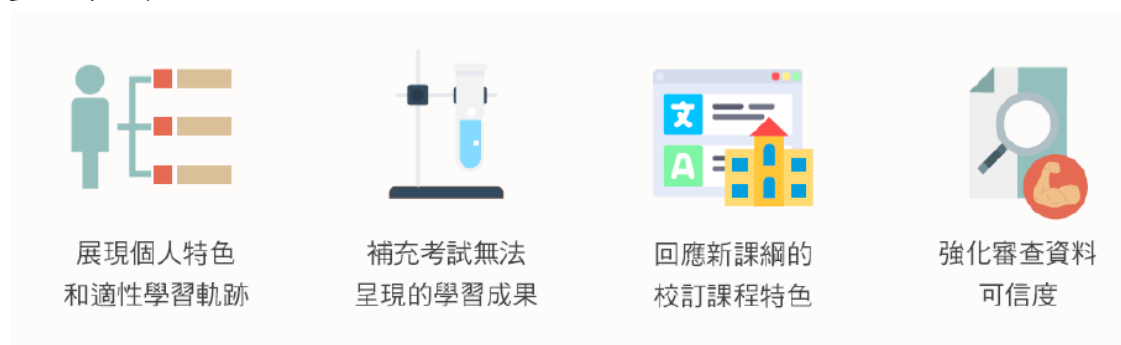 展現個人特色
和適性學習軌跡
補充考試無法
呈現的學習成果
文
A
回應新課綱的
校訂課程特色
強化審查資料
可信度